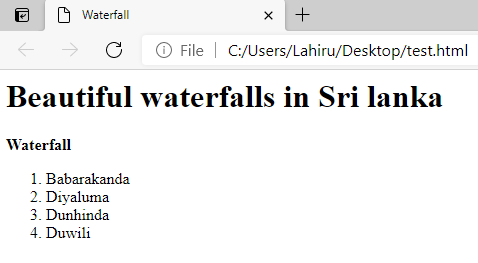 Waterfall
File | C:/Users/Lahiru/Desktop/test.html
Beautiful waterfalls in Sri lanka
Waterfall
1. Babarakanda
2. Diyaluma
3. Dunhinda
4. Duwili